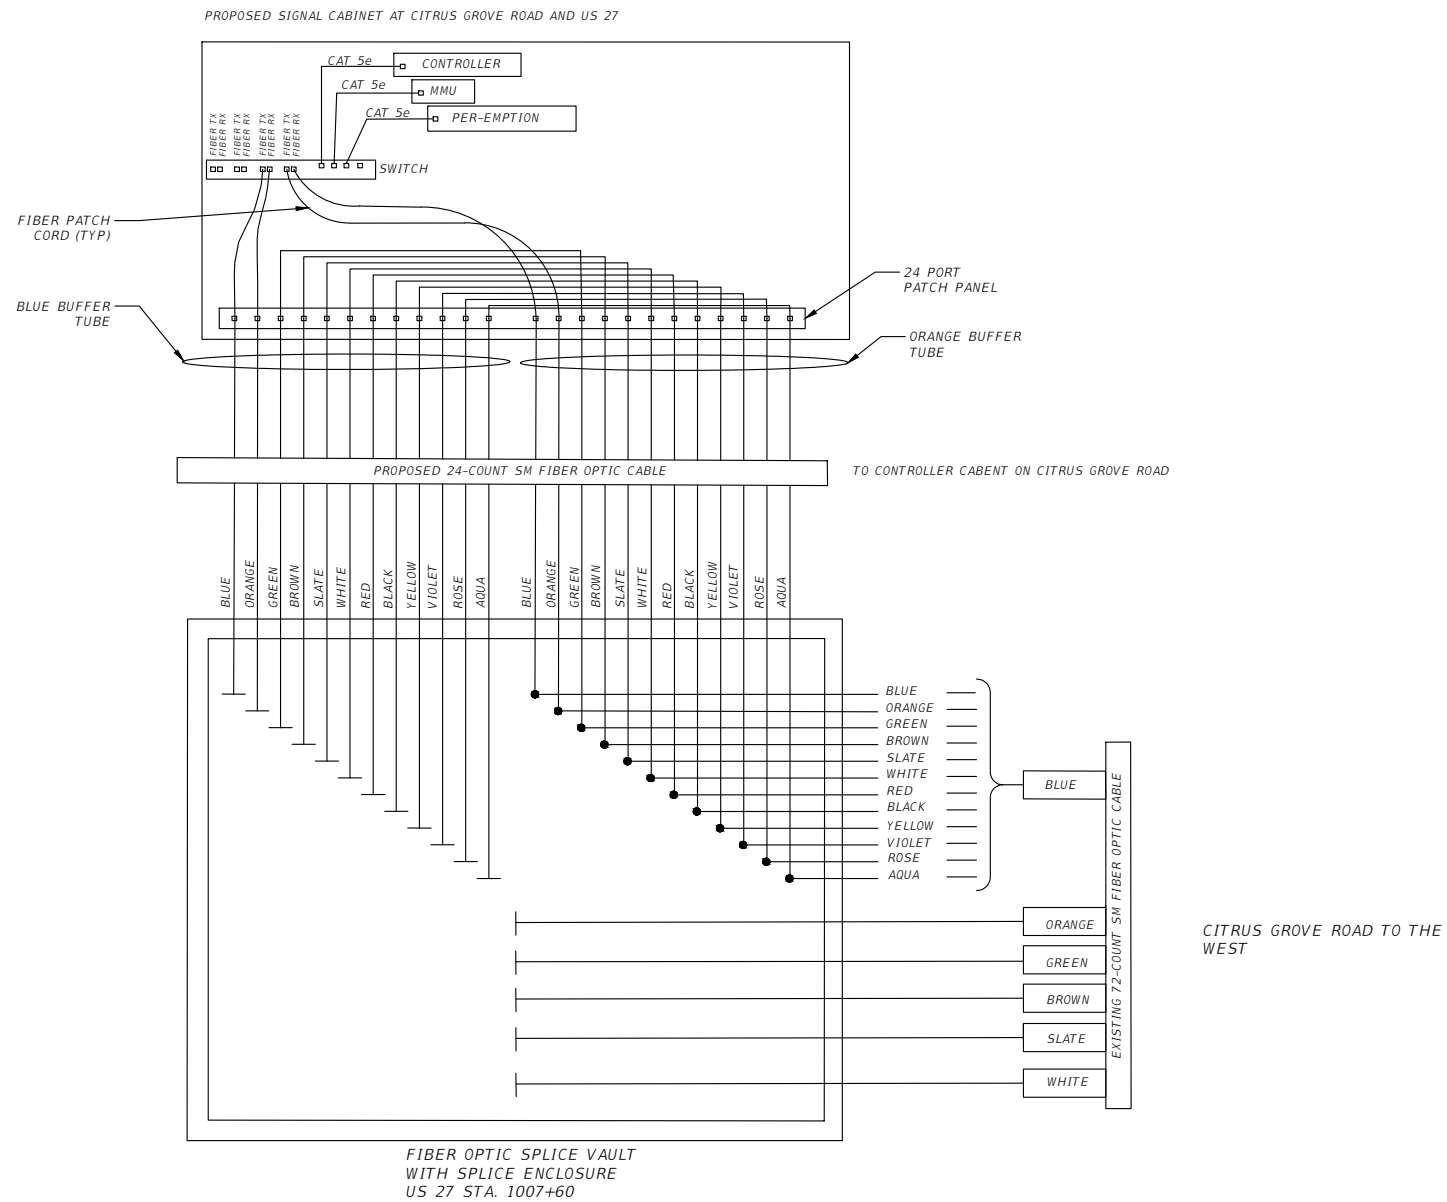 PROPOSED SIGNAL CABINET AT CITRUS GROVE ROAD AND US 27
CAT 5e
CONTROLLER
CAT 5e
MMU
CAT 5e
PER-EMPTION
FIBER TX
FIBER RX
FIBER TX
FIBER RX
FIBER TX
FIBER RX
FIBER TX
FIBER RX
SWITCH
FIBER PATCH
CORD (TYP)
24 PORT
PATCH PANEL
BLUE BUFFER
TUBE
ORANGE BUFFER
TUBE
PROPOSED 24-COUNT SM FIBER OPTIC CABLE
TO CONTROLLER CABENT ON CITRUS GROVE ROAD
BLUE
ORANGE
GREEN
BROWN
SLATE
WHITE
RED
BLACK
YELLOW
VIOLET
ROSE
AQUA
BLUE
ORANGE
GREEN
BROWN
SLATE
WHITE
RED
BLACK
YELLOW
VIOLET
ROSE
AQUA
BLUE
ORANGE
GREEN
BROWN
SLATE
WHITE
RED
BLACK
YELLOW
VIOLET
ROSE
AQUA
BLUE
ORANGE
GREEN
BROWN
SLATE
WHITE
EXISTING 72-COUNT SM FIBER OPTIC CABLE
CITRUS GROVE ROAD TO THE
WEST
FIBER OPTIC SPLICE VAULT
WITH SPLICE ENCLOSURE
US 27 STA. 1007+60